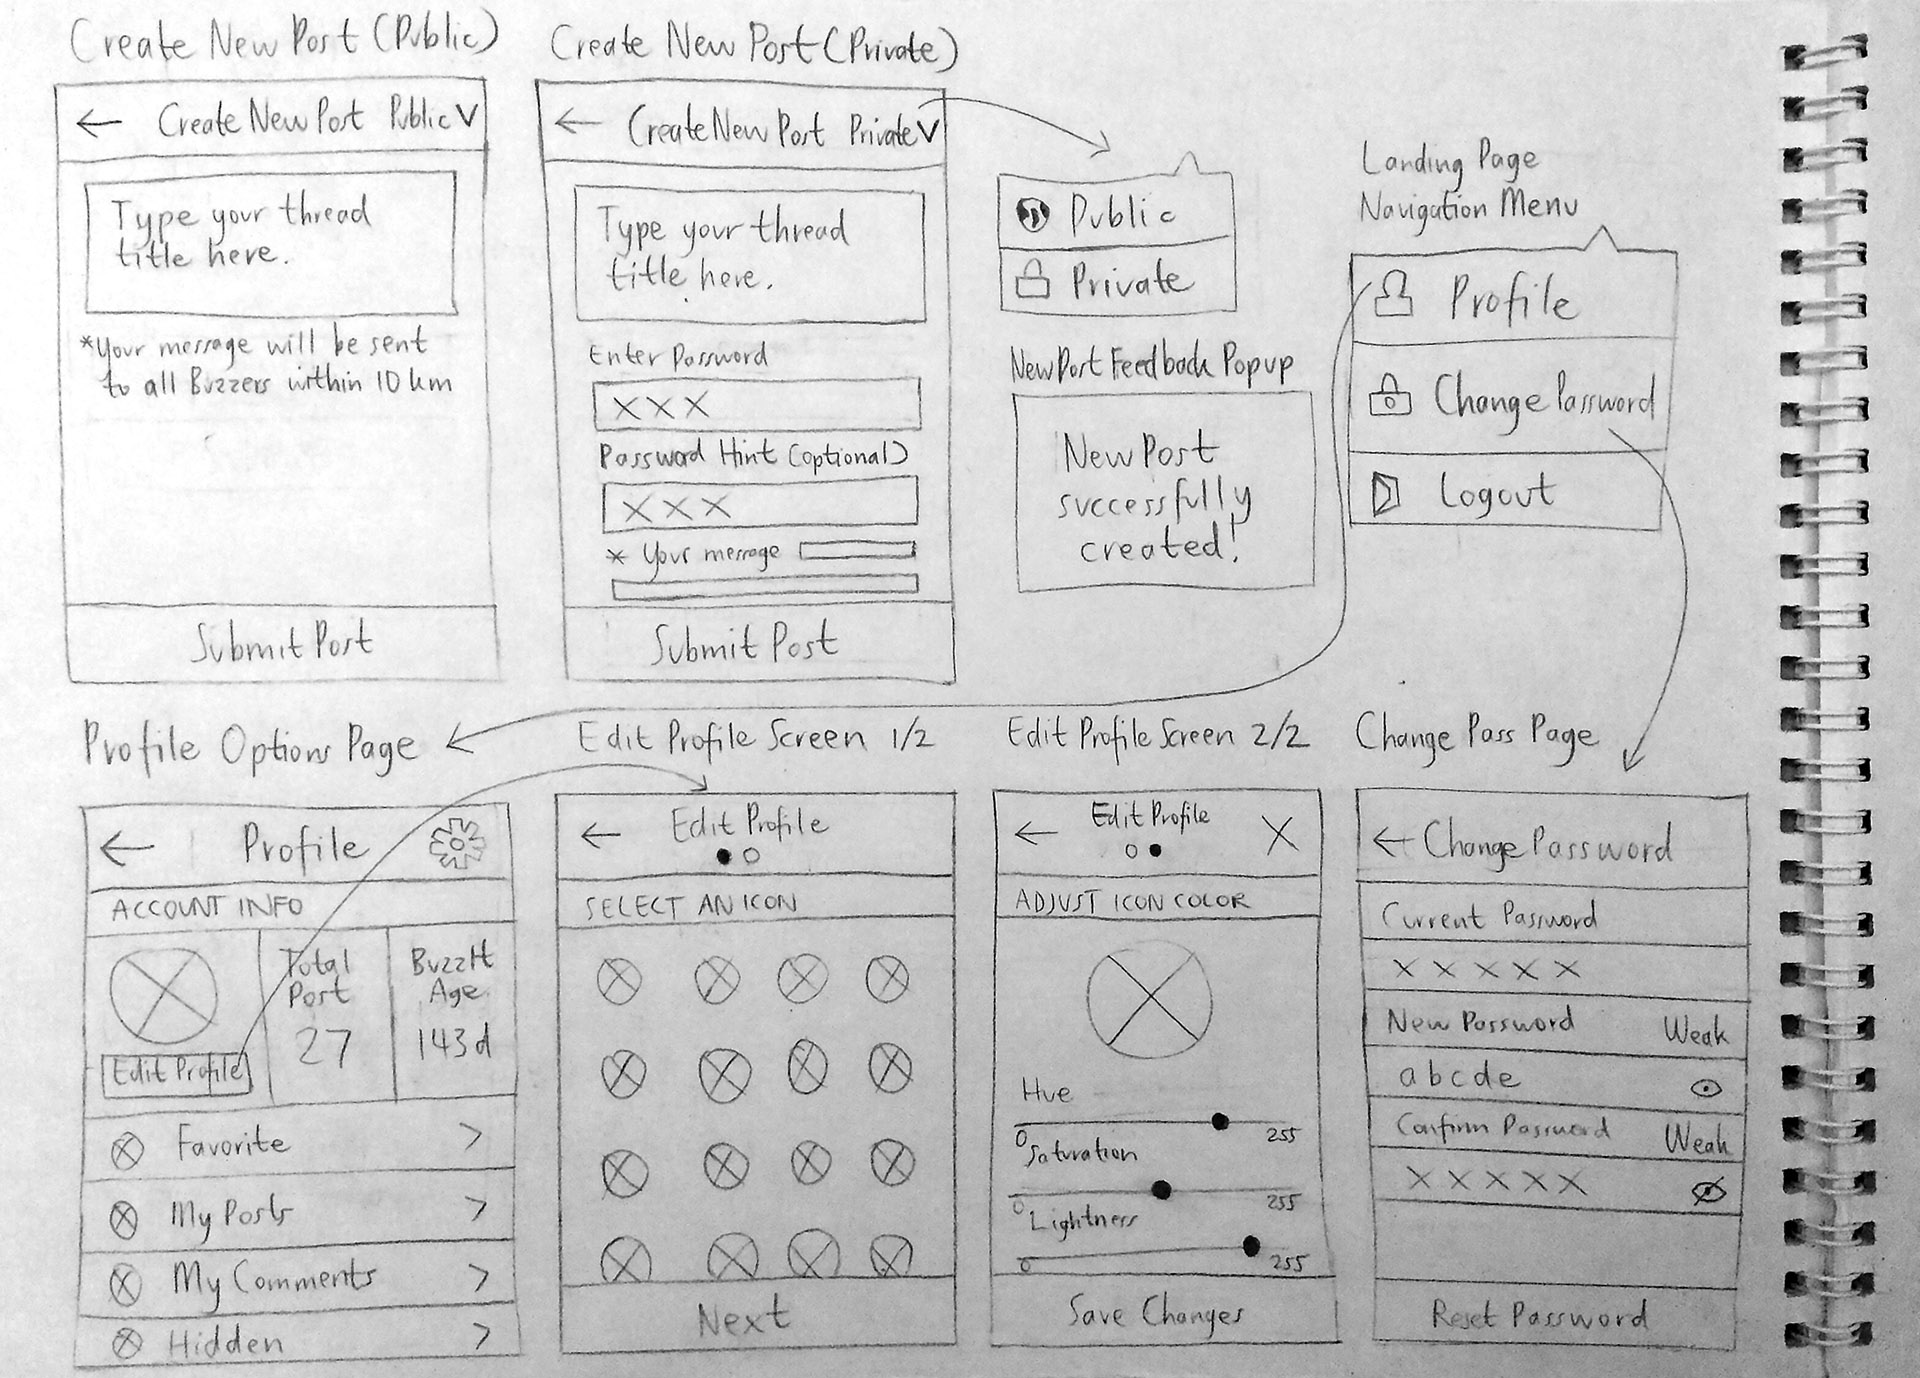 Create New Post (Public)
← Create New Post Public V
Type your thread
title here.
*Your message will be sent
to all Buzzers within 10 km
Submit Post
Create New Post (Private)
← Create New Post Private V
Type your thread
title here.
Enter Password
XXX
Password Hint (optional)
XXX
* Your message
Submit Post
Public
Private
New Post Feedback Popup
New Post
successfully
created!
Landing Page
Navigation Menu
Profile
Change Password
Logout
Profile Options Page
← Profile
ACCOUNT INFO
Edit Profile
Total
Post
27
BuzzIt
Age
143d
Favorite >
My Posts >
My Comments >
Hidden >
Edit Profile Screen 1/2
← Edit Profile
SELECT AN ICON
Next
Edit Profile Screen 2/2
← Edit Profile X
ADJUST ICON COLOR
Hue
0 255
Saturation
0 255
Lightness
0 255
Save Changes
Change Pass Page
← Change Password
Current Password
X X X X X
New Password Weak
abcde
Confirm Password Weak
X X X X X
Reset Password